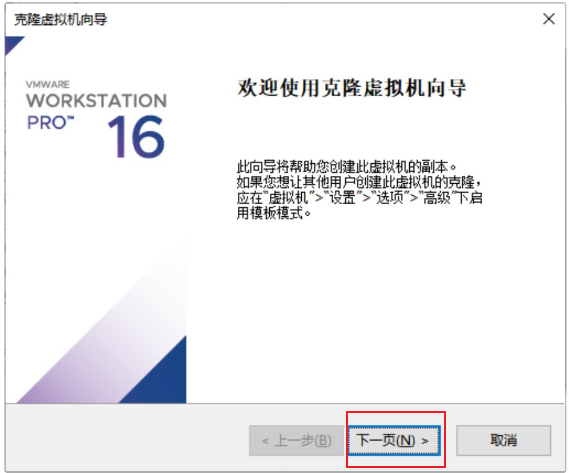 克隆虚拟机向导
VMWARE
WORKSTATION
PRO™ 16
欢迎使用克隆虚拟机向导
此向导将帮助您创建此虚拟机的副本。
如果您想让其他用户创建此虚拟机的克隆，
应在"虚拟机">"设置">"选项">"高级"下启
用模板模式。
< 上一步(B)
下一页(N) >
取消